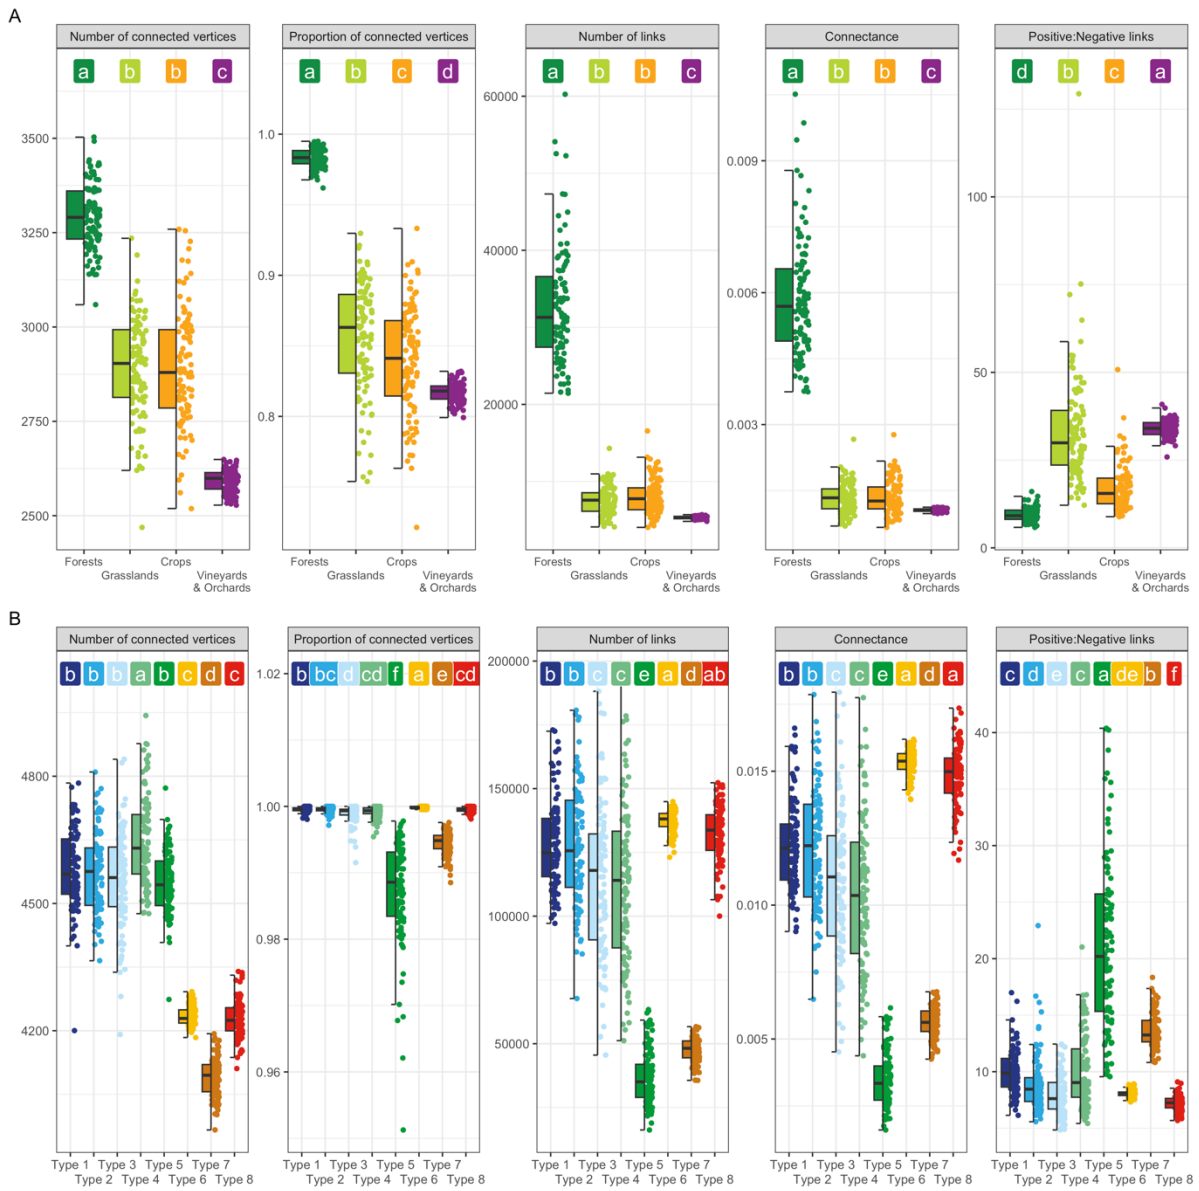 A
Number of connected vertices
Proportion of connected vertices
Number of links
Connectance
Positive:Negative links
a b b c
a b c d
a b b c
a b b c
d b c a
3500
3250
3000
2750
2500
1.0
0.9
0.8
60000
40000
20000
0.009
0.006
0.003
100
50
0
Forests Grasslands Crops Vineyards & Orchards
Forests Grasslands Crops Vineyards & Orchards
Forests Grasslands Crops Vineyards & Orchards
Forests Grasslands Crops Vineyards & Orchards
Forests Grasslands Crops Vineyards & Orchards
B
Number of connected vertices
Proportion of connected vertices
Number of links
Connectance
Positive:Negative links
b b b a b c d c
b bc d cd f a e cd
b b c c e a d ab
b b c c e a d a
c d e c a de b f
4800
4500
4200
1.02
1.00
0.98
0.96
200000
150000
100000
50000
0.015
0.010
0.005
40
30
20
10
Type 1 Type 2 Type 3 Type 4 Type 5 Type 6 Type 7 Type 8
Type 1 Type 2 Type 3 Type 4 Type 5 Type 6 Type 7 Type 8
Type 1 Type 2 Type 3 Type 4 Type 5 Type 6 Type 7 Type 8
Type 1 Type 2 Type 3 Type 4 Type 5 Type 6 Type 7 Type 8
Type 1 Type 2 Type 3 Type 4 Type 5 Type 6 Type 7 Type 8